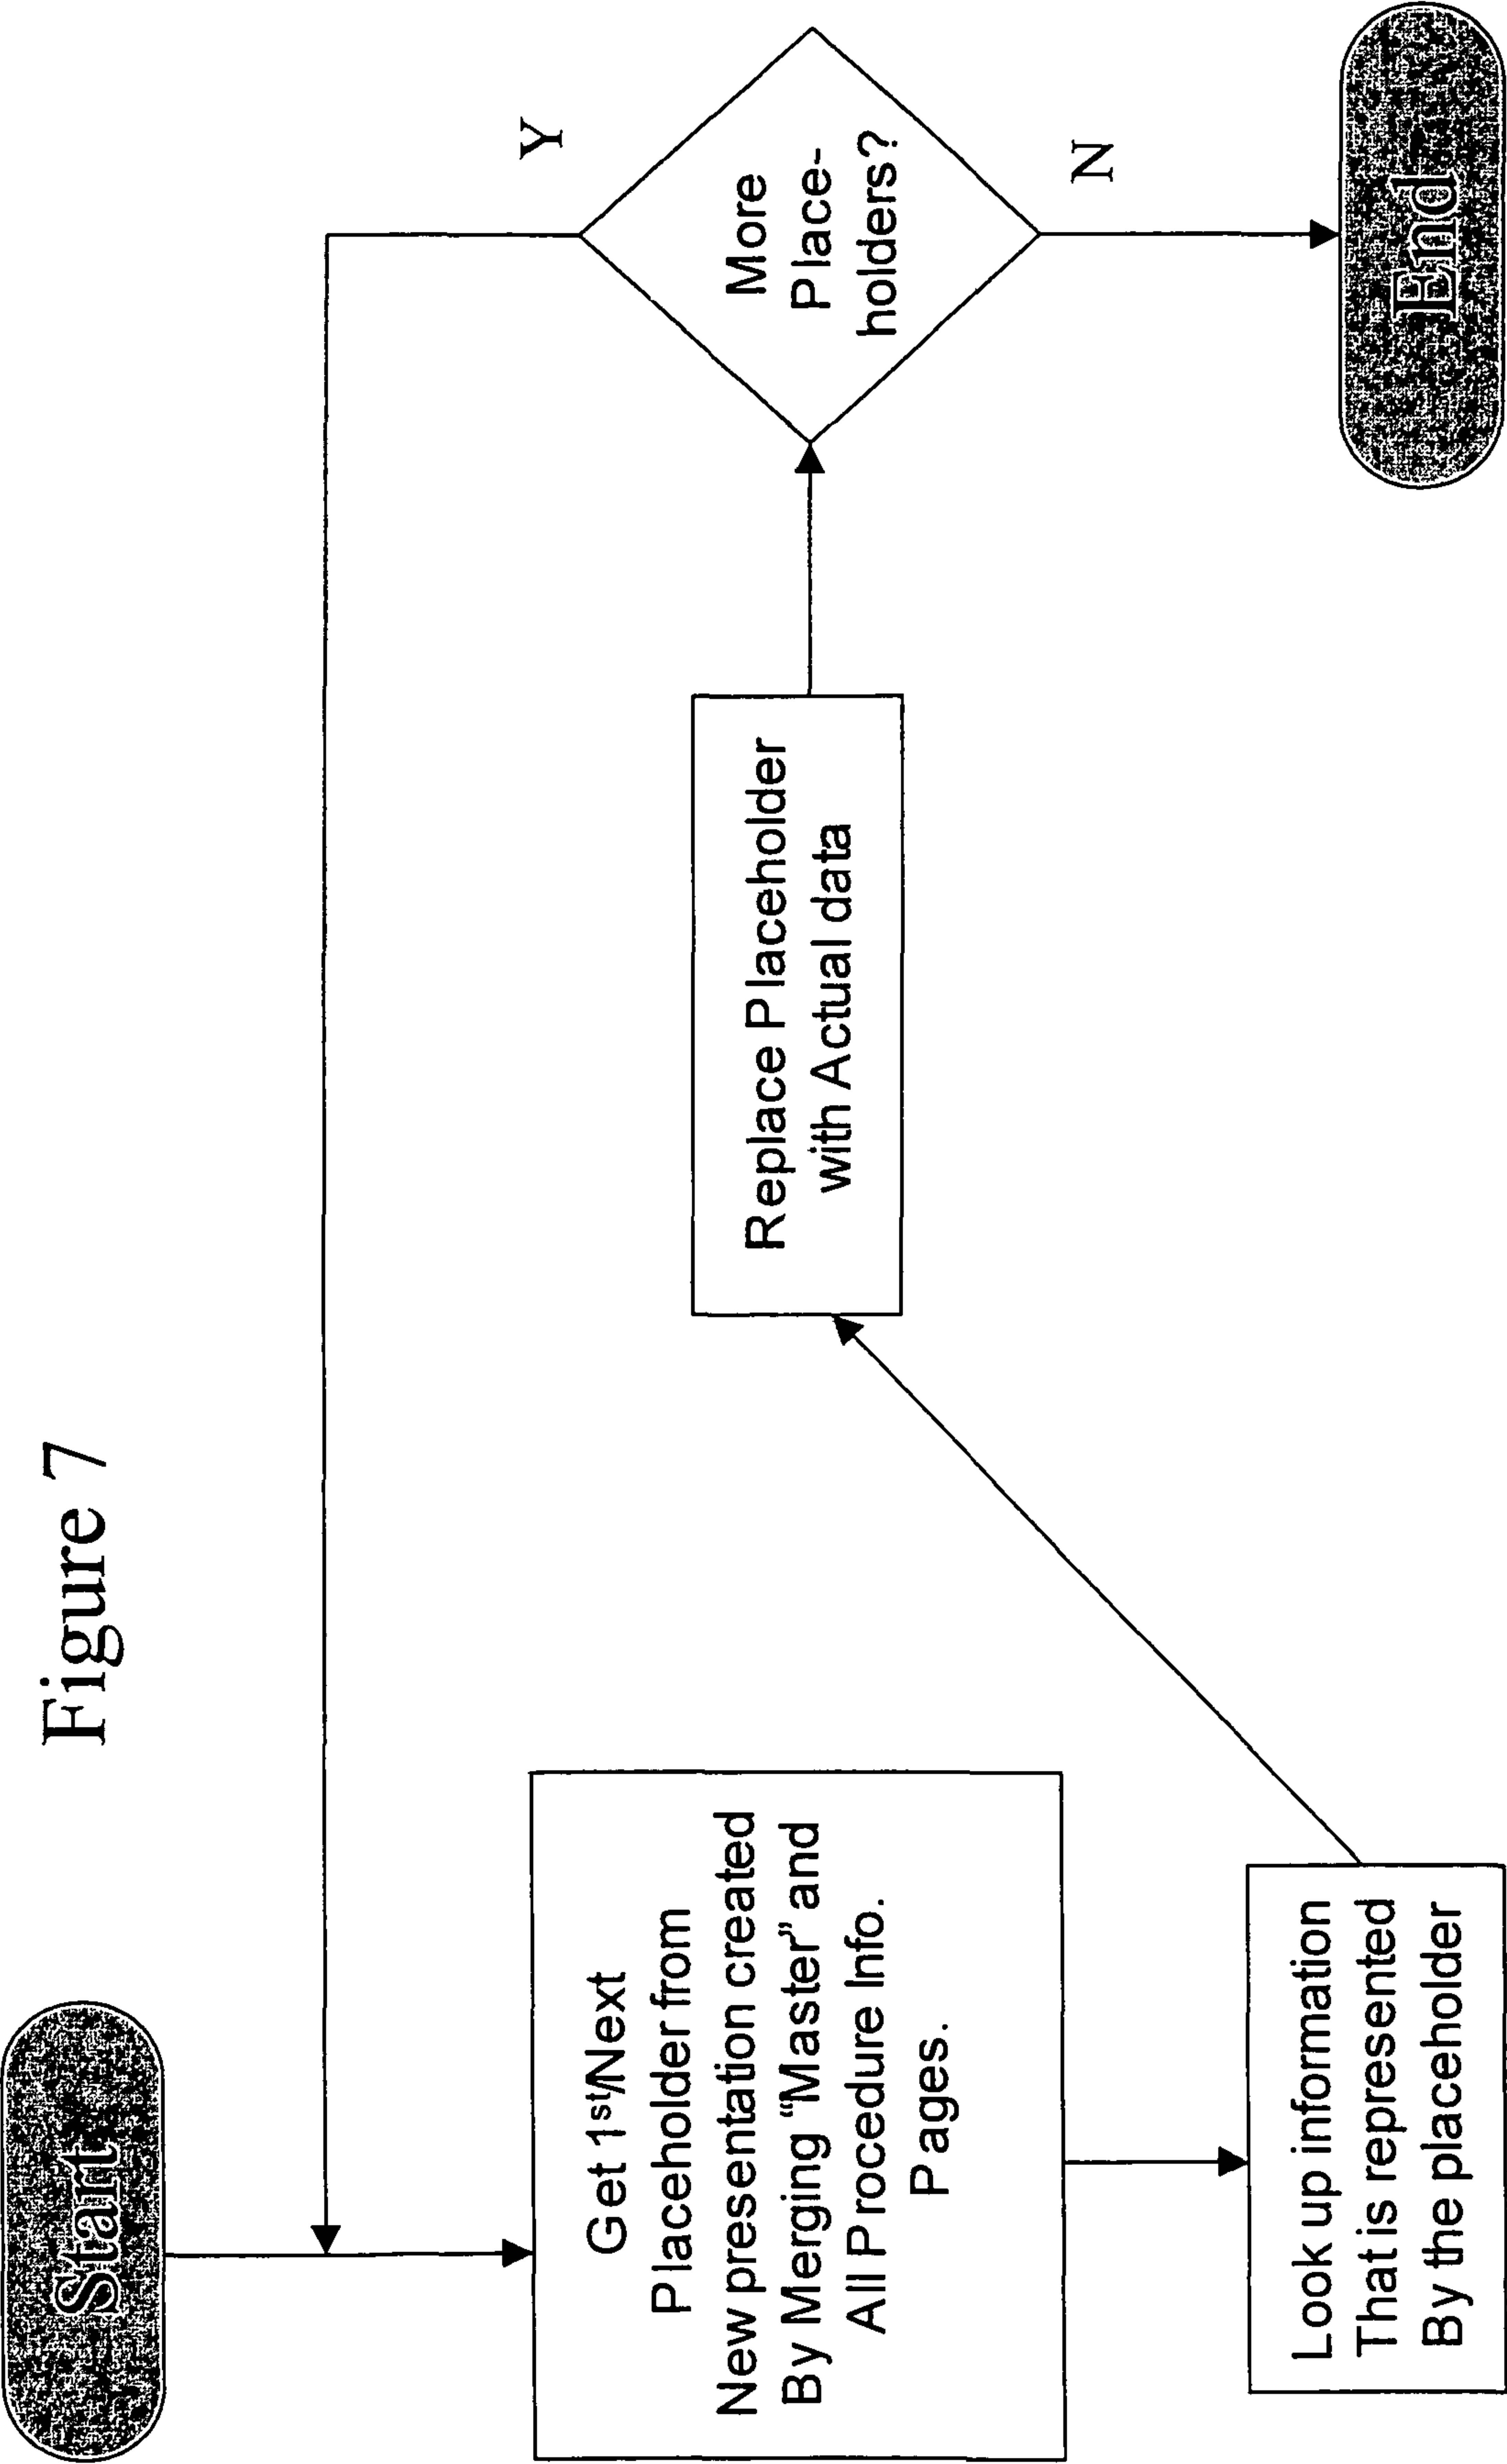 Figure 7
Start
Get 1st/Next
Placeholder from
New presentation created
By Merging “Master” and
All Procedure Info.
Pages.
Look up information
That is represented
By the placeholder
Replace Placeholder
with Actual data
More
Place-
holders?
Y
N
End